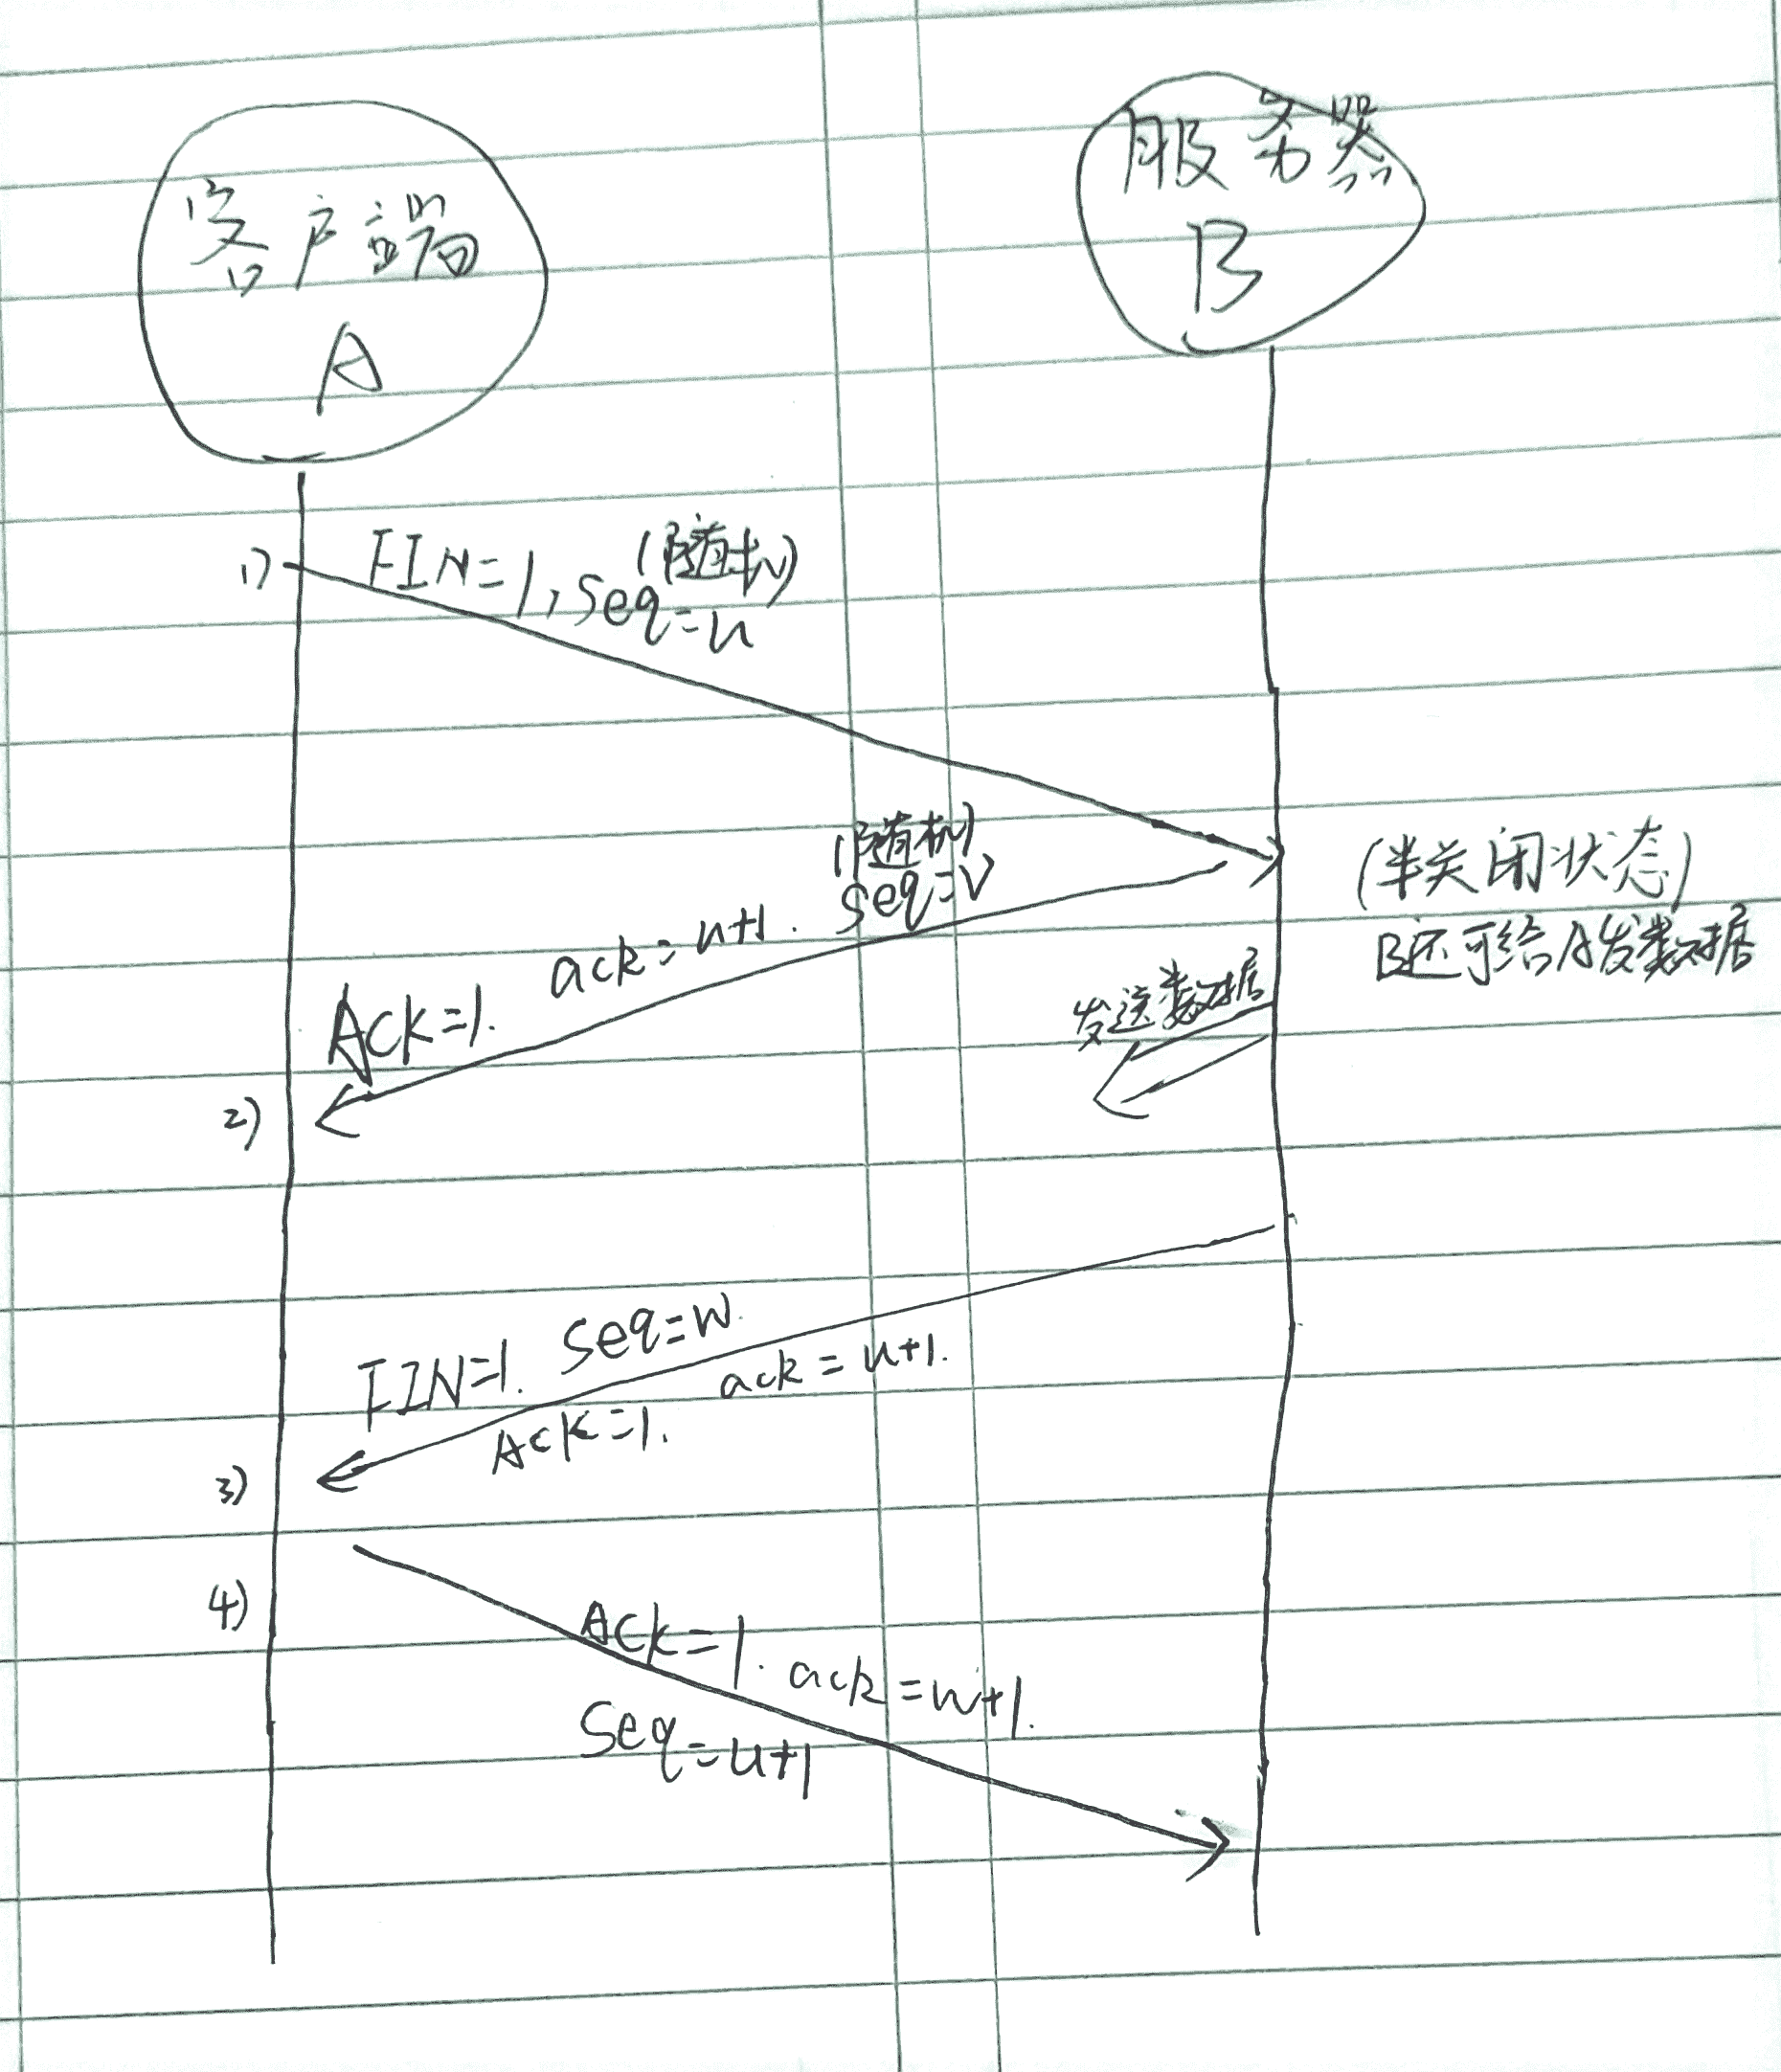 客户端
A
服务器
B
1)
FIN=1, seq=u
(随机)
(随机)
seq=v
ack=u+1.
ACK=1.
2)
(半关闭状态)
B还可给A发数据
发送数据
FIN=1. seq=w.
ACK=1. ack=u+1.
3)
4)
ACK=1. ack=w+1.
seq=u+1